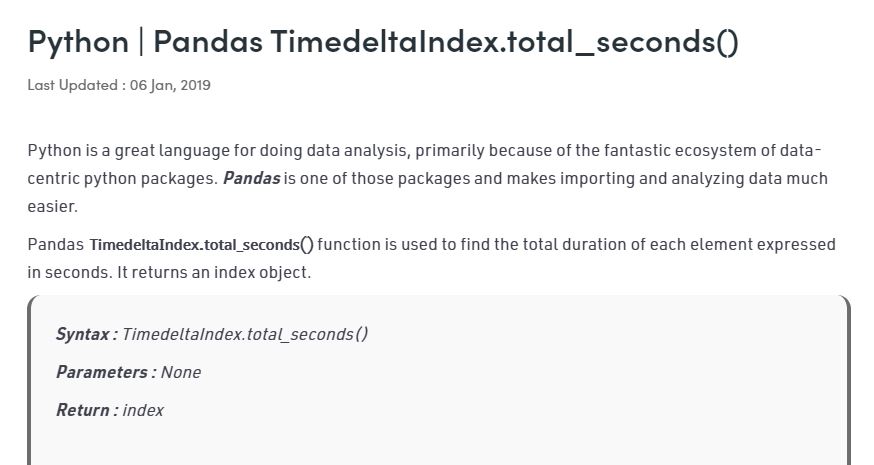 Python | Pandas TimedeltaIndex.total_seconds()
Last Updated : 06 Jan, 2019
Python is a great language for doing data analysis, primarily because of the fantastic ecosystem of data-
centric python packages. Pandas is one of those packages and makes importing and analyzing data much
easier.
Pandas TimedeltaIndex.total_seconds() function is used to find the total duration of each element expressed
in seconds. It returns an index object.
Syntax : TimedeltaIndex.total_seconds()
Parameters : None
Return : index